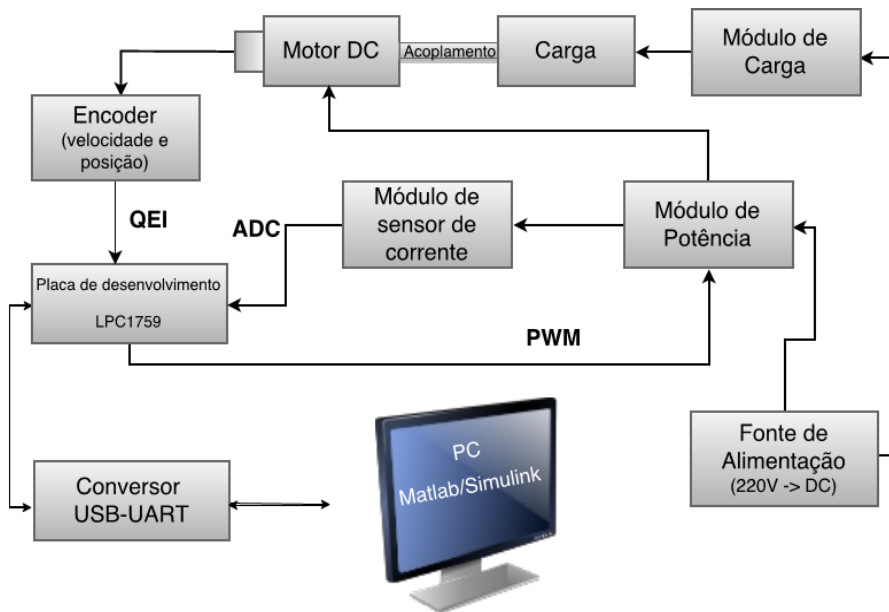 Motor DC
Acoplamento
Carga
Módulo de
Carga
Encoder
(velocidade e
posição)
QEI
ADC
Módulo de
sensor de
corrente
Módulo de
Potência
Placa de desenvolvimento
LPC1759
PWM
PC
Matlab/Simulink
Fonte de
Alimentação
(220V -> DC)
Conversor
USB-UART